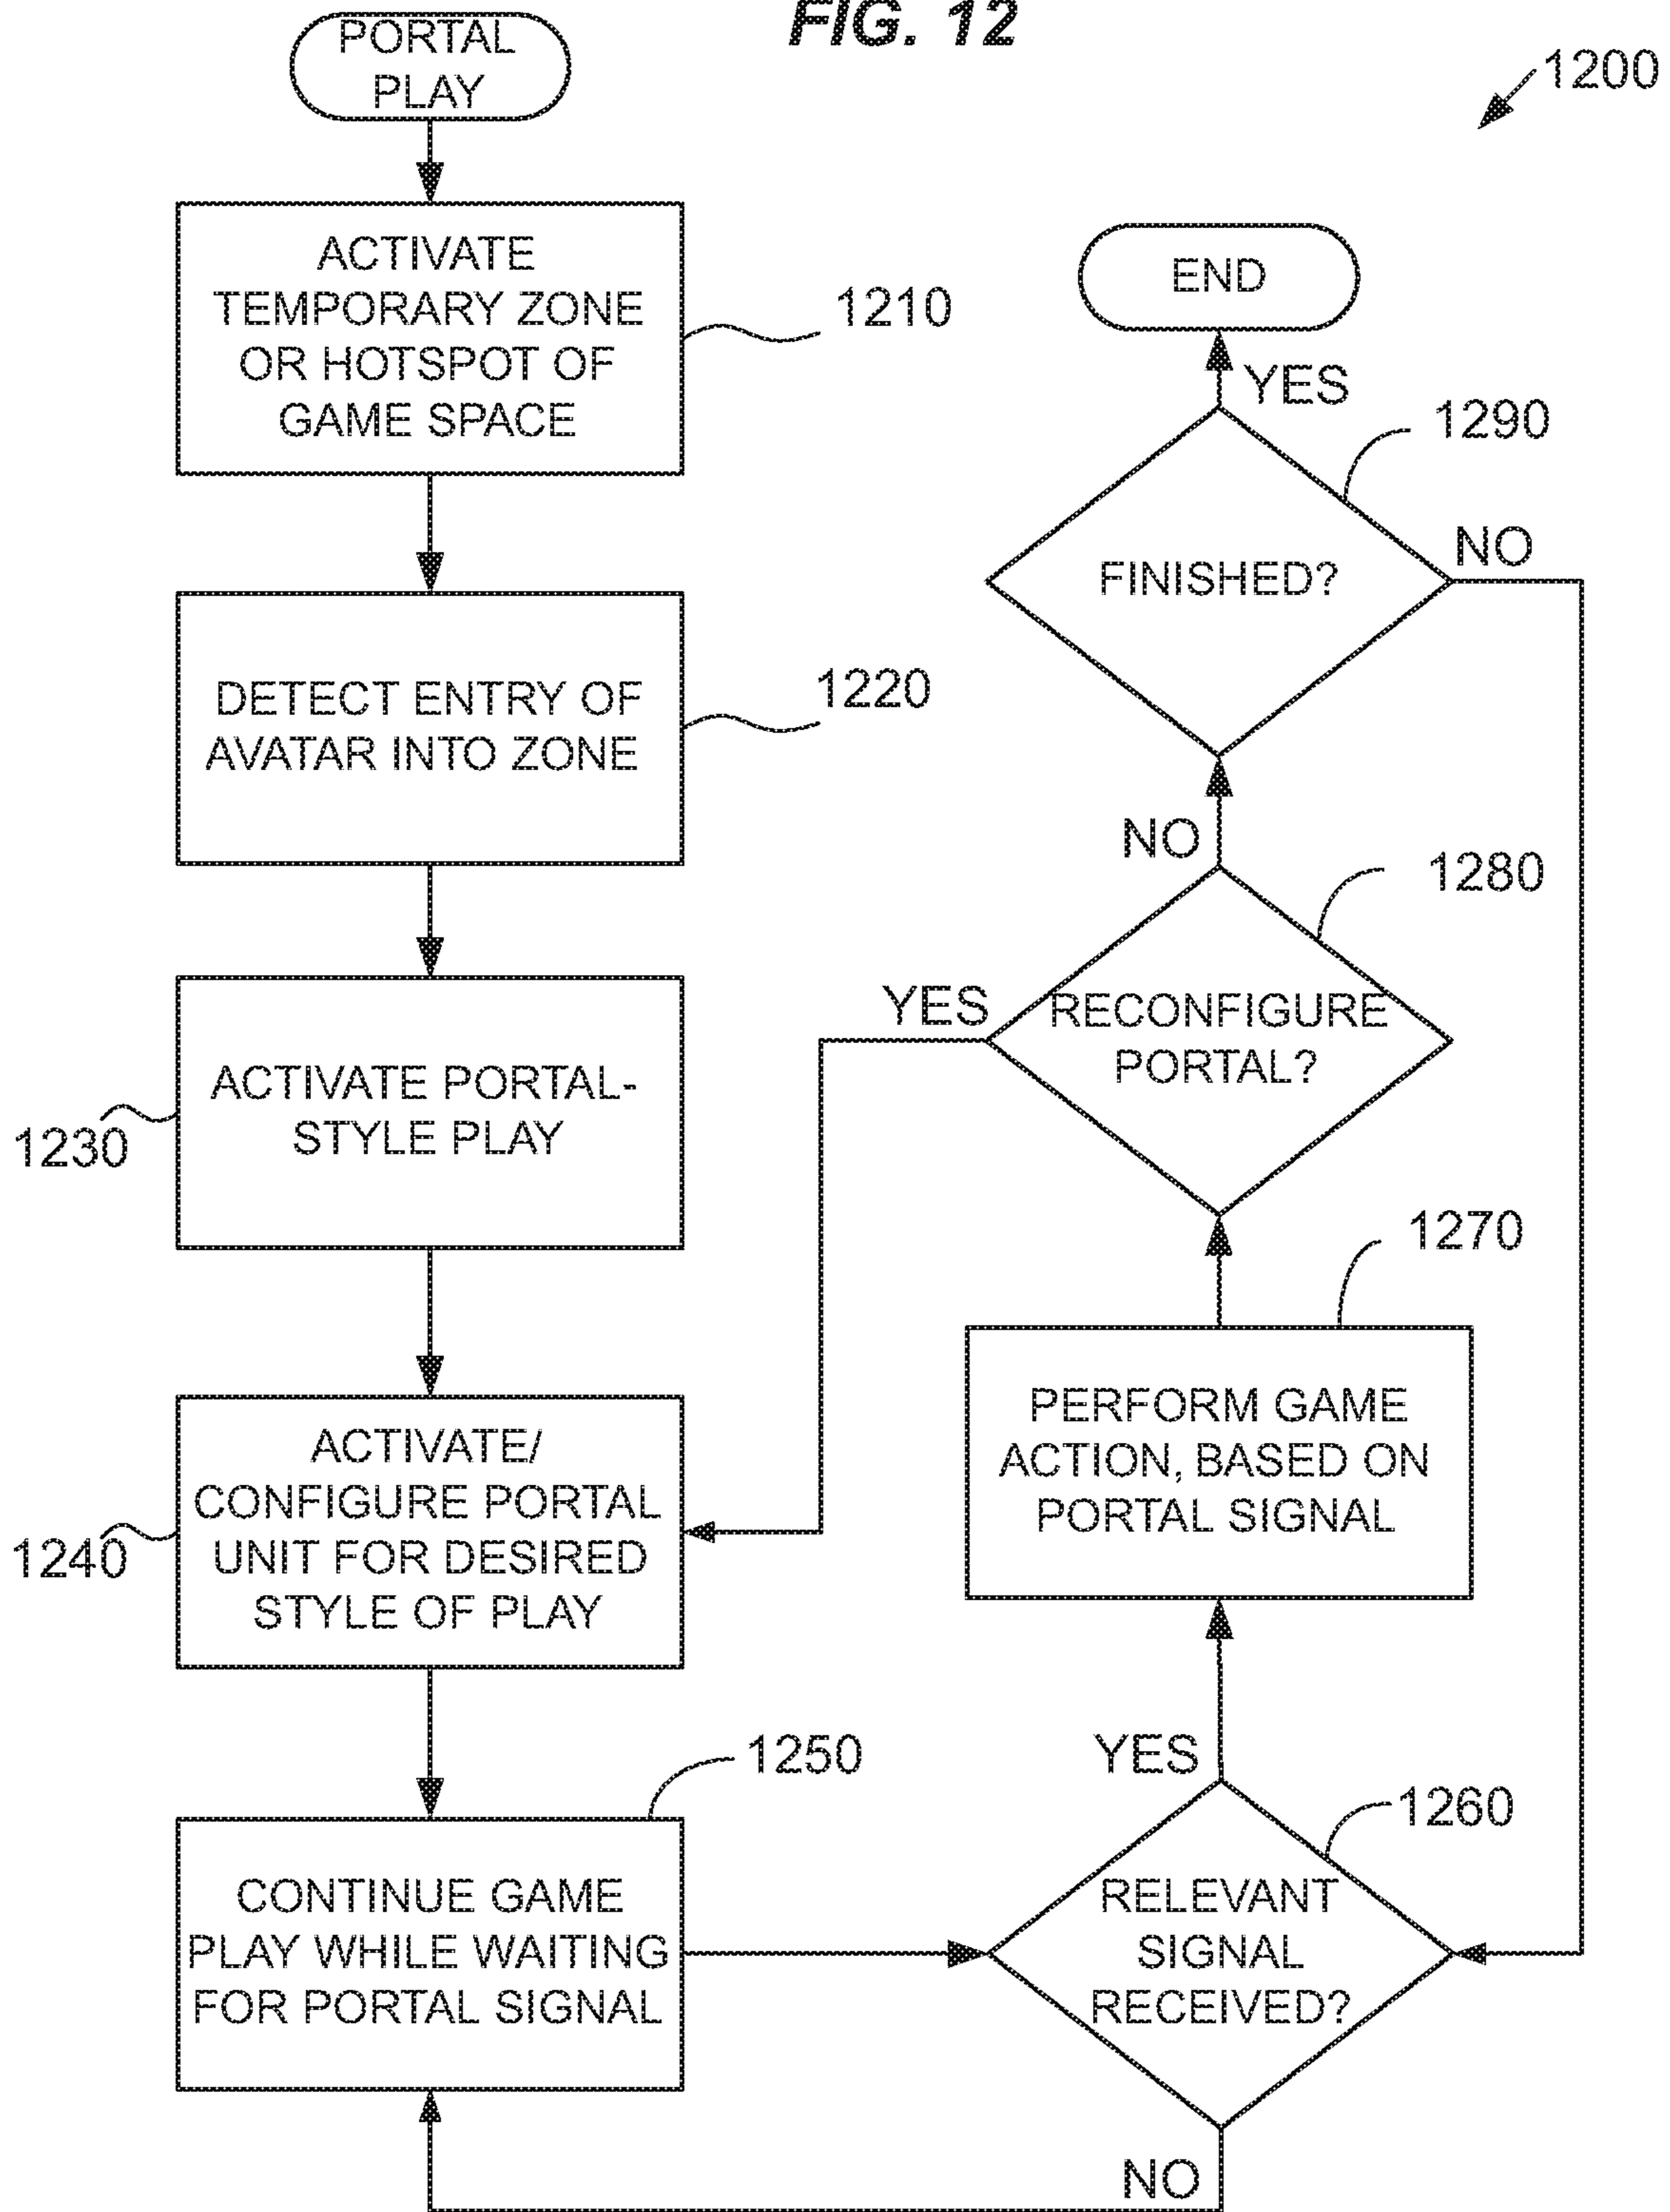 FIG. 12
1200
PORTAL
PLAY
ACTIVATE
TEMPORARY ZONE
OR HOTSPOT OF
GAME SPACE
1210
DETECT ENTRY OF
AVATAR INTO ZONE
1220
ACTIVATE PORTAL-
STYLE PLAY
1230
ACTIVATE/
CONFIGURE PORTAL
UNIT FOR DESIRED
STYLE OF PLAY
1240
CONTINUE GAME
PLAY WHILE WAITING
FOR PORTAL SIGNAL
1250
RELEVANT
SIGNAL
RECEIVED?
1260
NO
YES
PERFORM GAME
ACTION, BASED ON
PORTAL SIGNAL
1270
RECONFIGURE
PORTAL?
1280
YES
NO
FINISHED?
1290
NO
YES
END